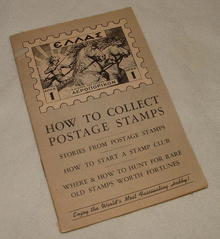 ΕΛΛΑΣ
1 ΑΕΡΟΠΟΡΙΚΟΝ 1
HOW TO COLLECT
POSTAGE STAMPS
STORIES FROM POSTAGE STAMPS
HOW TO START A STAMP CLUB
WHERE & HOW TO HUNT FOR RARE
OLD STAMPS WORTH FORTUNES
Enjoy the World's Most Fascinating Hobby!